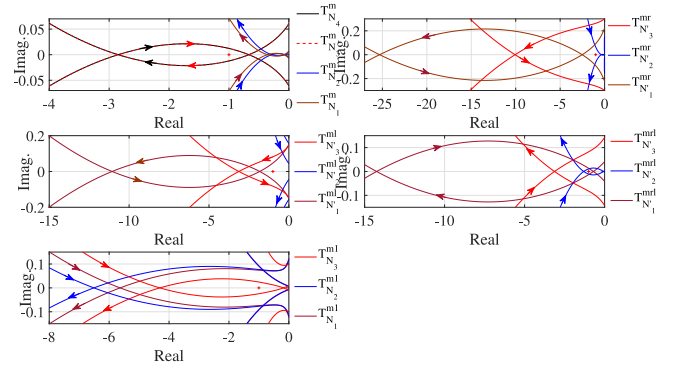 0.05
0
-0.05
Imag.
-4 -3 -2 -1 0
Real
T^m_{N_4}
T^m_{N_1}
0.2
0
-0.2
Imag.
-25 -20 -15 -10 -5 0
Real
T^{mr}_{N'_3}
T^{mr}_{N'_2}
T^{mr}_{N'_1}
0.2
0
-0.2
Imag.
-15 -10 -5 0
Real
T^{ml}_{N'_3}
T^{ml}_{N'_2}
T^{ml}_{N'_1}
0.1
0
-0.1
Imag.
-15 -10 -5 0
Real
T^{mrl}_{N'_3}
T^{mrl}_{N'_2}
T^{mrl}_{N'_1}
0.1
0
-0.1
Imag.
-8 -7 -6 -5 -4 -3 -2 -1 0
Real
T^{m1}_{N_3}
T^{m1}_{N_2}
T^{m1}_{N_1}